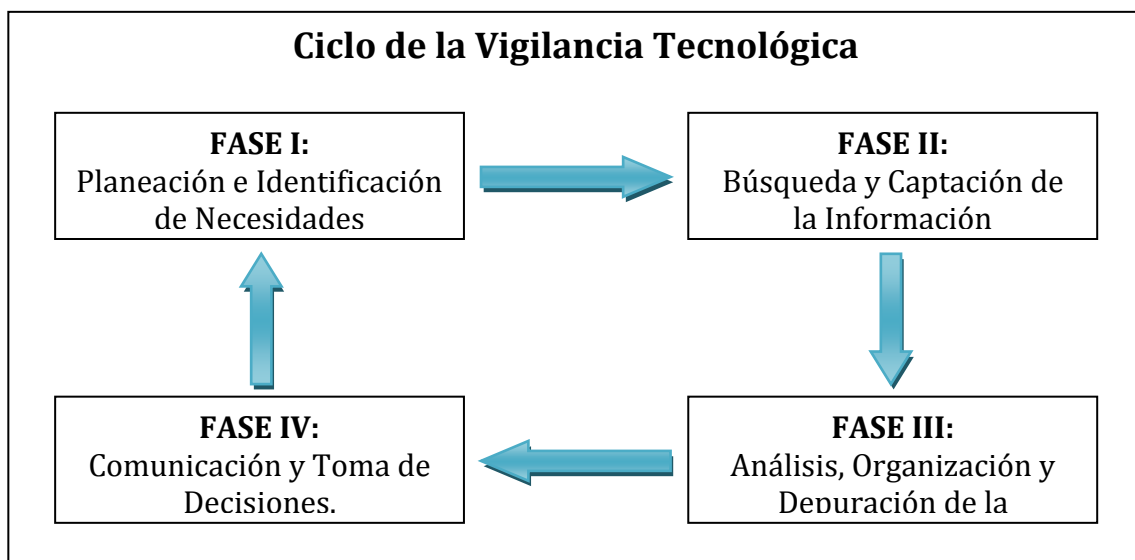 Ciclo de la Vigilancia Tecnológica
FASE I:
Planeación e Identificación
de Necesidades
FASE II:
Búsqueda y Captación de
la Información
FASE IV:
Comunicación y Toma de
Decisiones.
FASE III:
Análisis, Organización y
Depuración de la